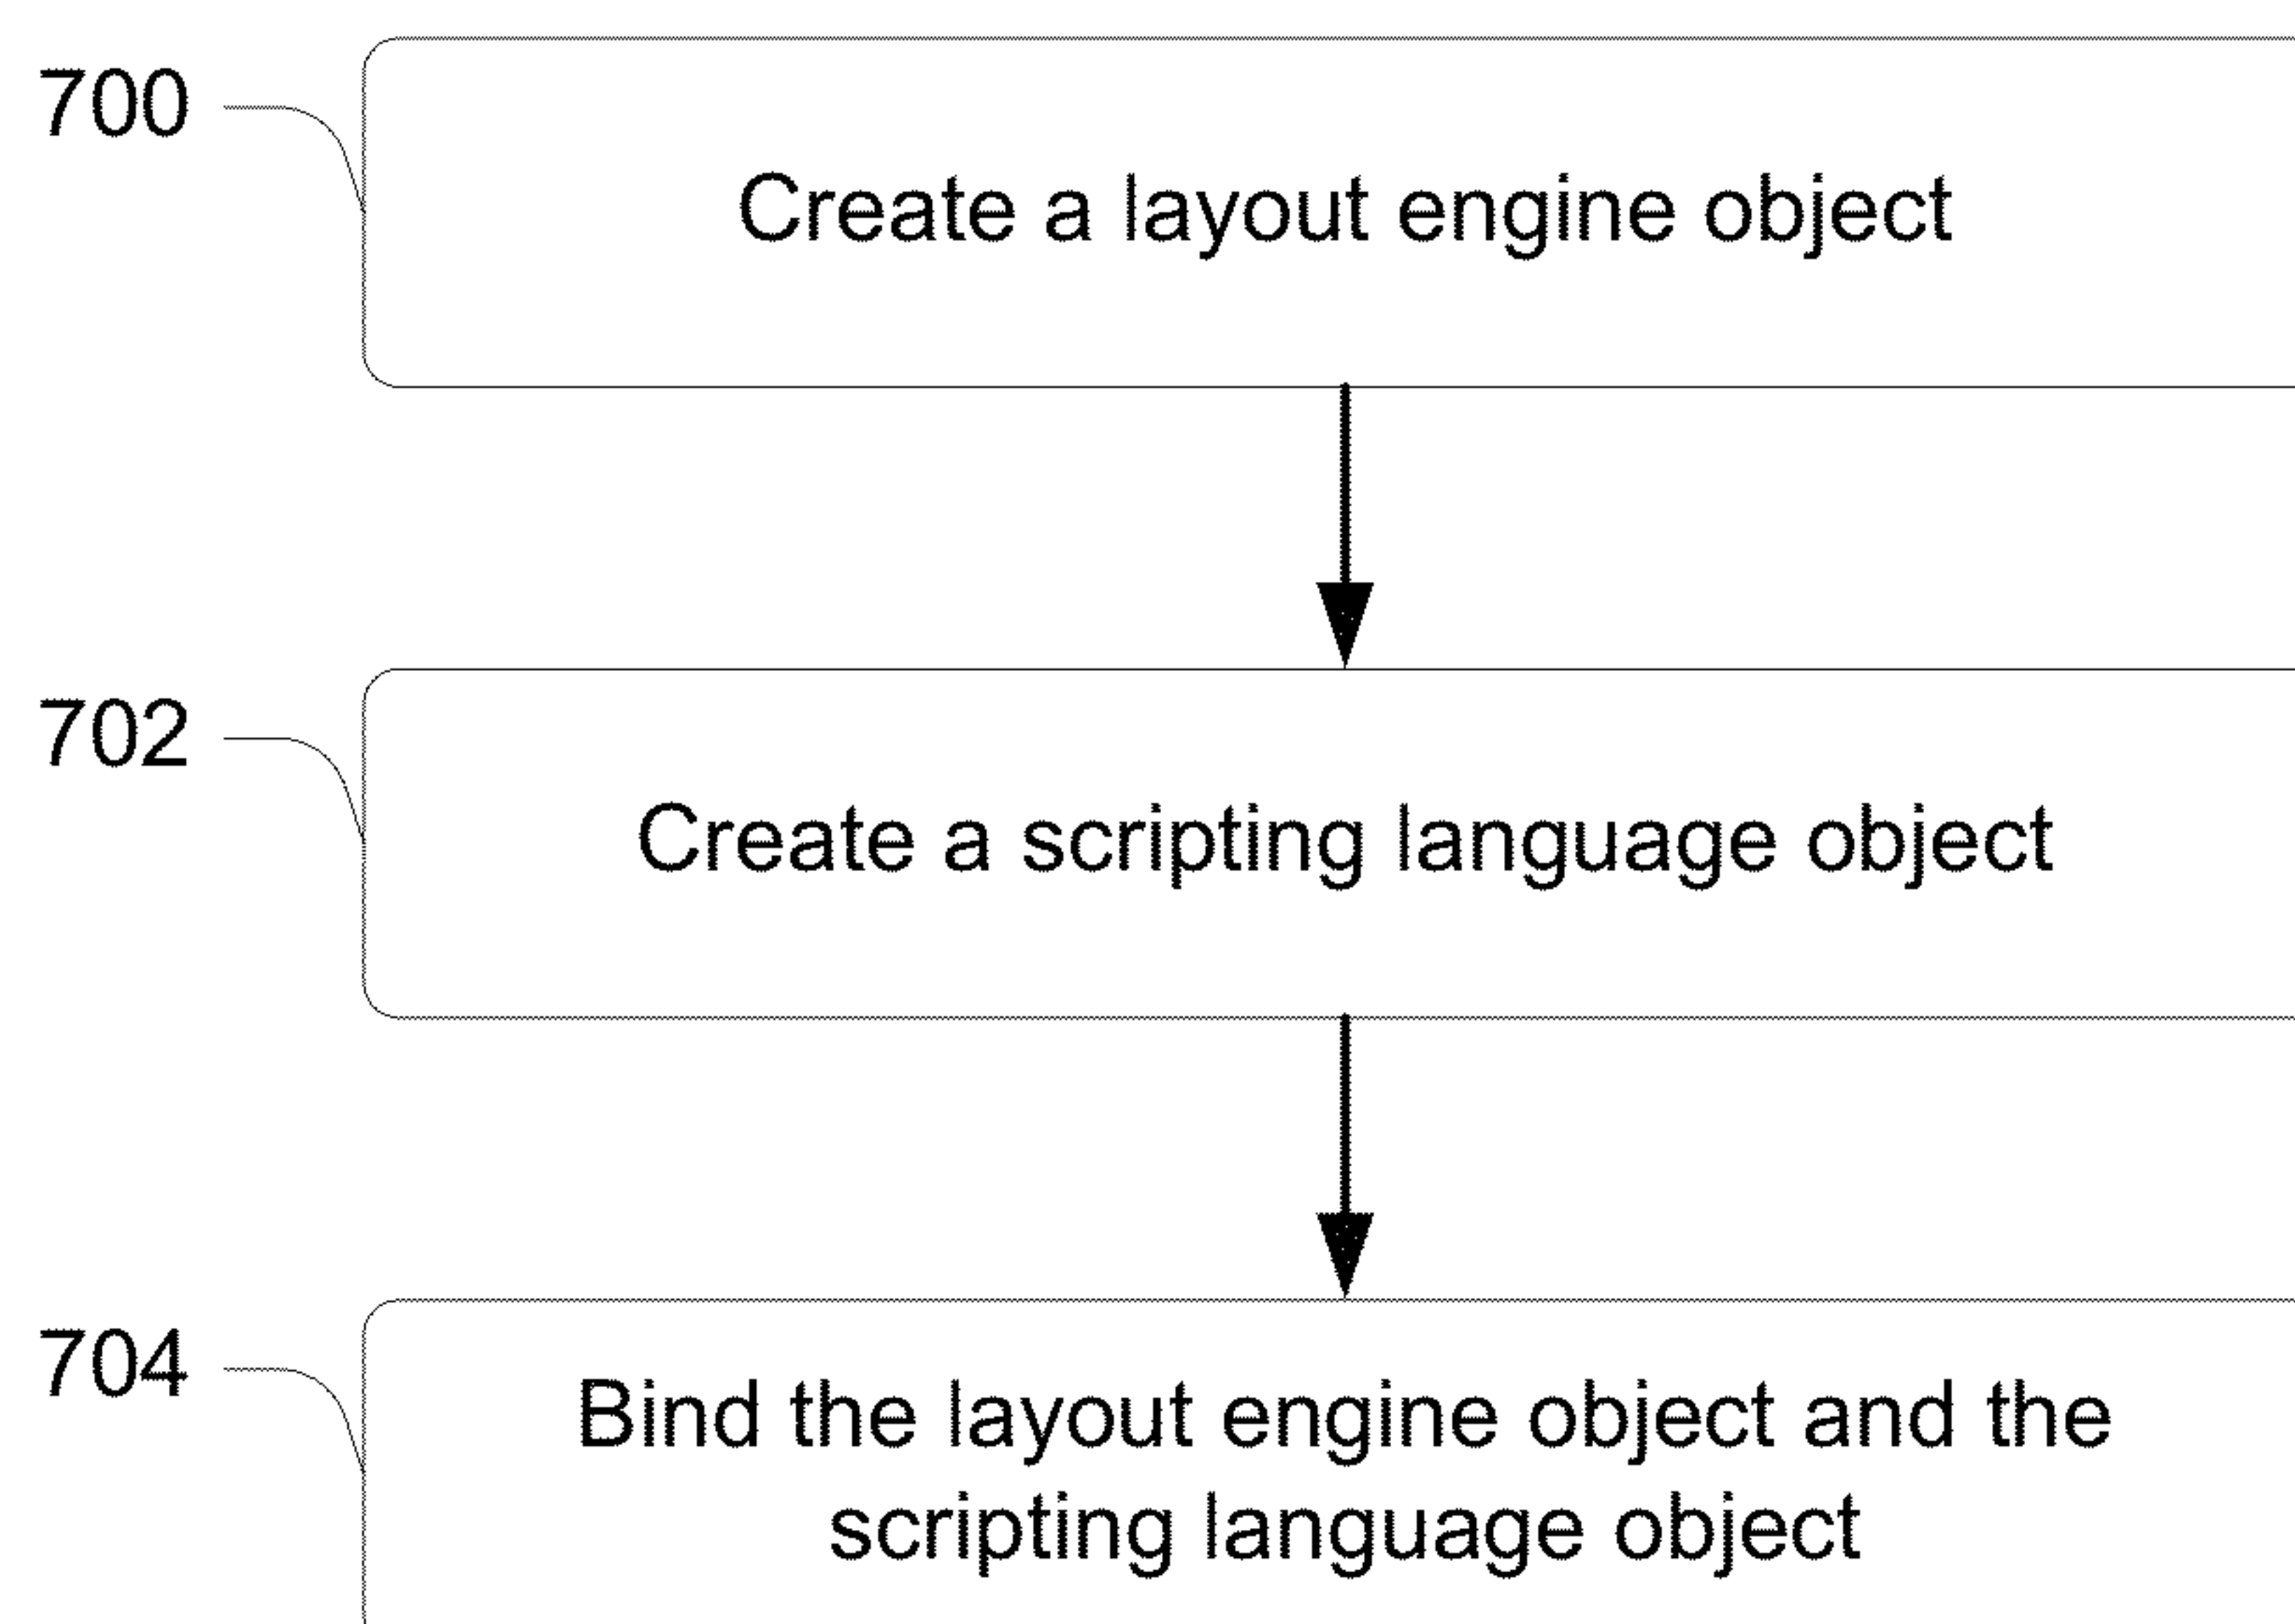 700
Create a layout engine object
702
Create a scripting language object
704
Bind the layout engine object and the
scripting language object